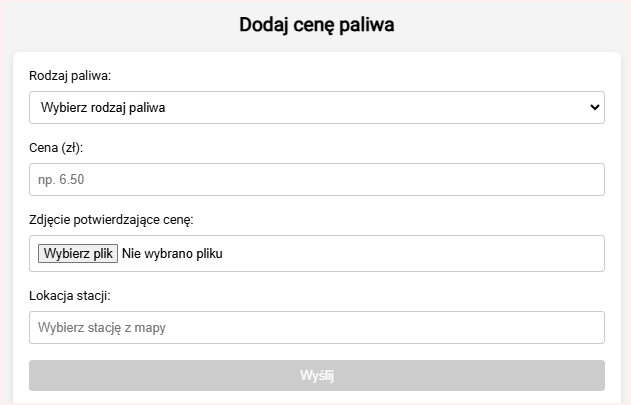 Dodaj cenę paliwa
Rodzaj paliwa:
Wybierz rodzaj paliwa
Cena (zł):
np. 6.50
Zdjęcie potwierdzające cenę:
Wybierz plik Nie wybrano pliku
Lokacja stacji:
Wybierz stację z mapy
Wyślij